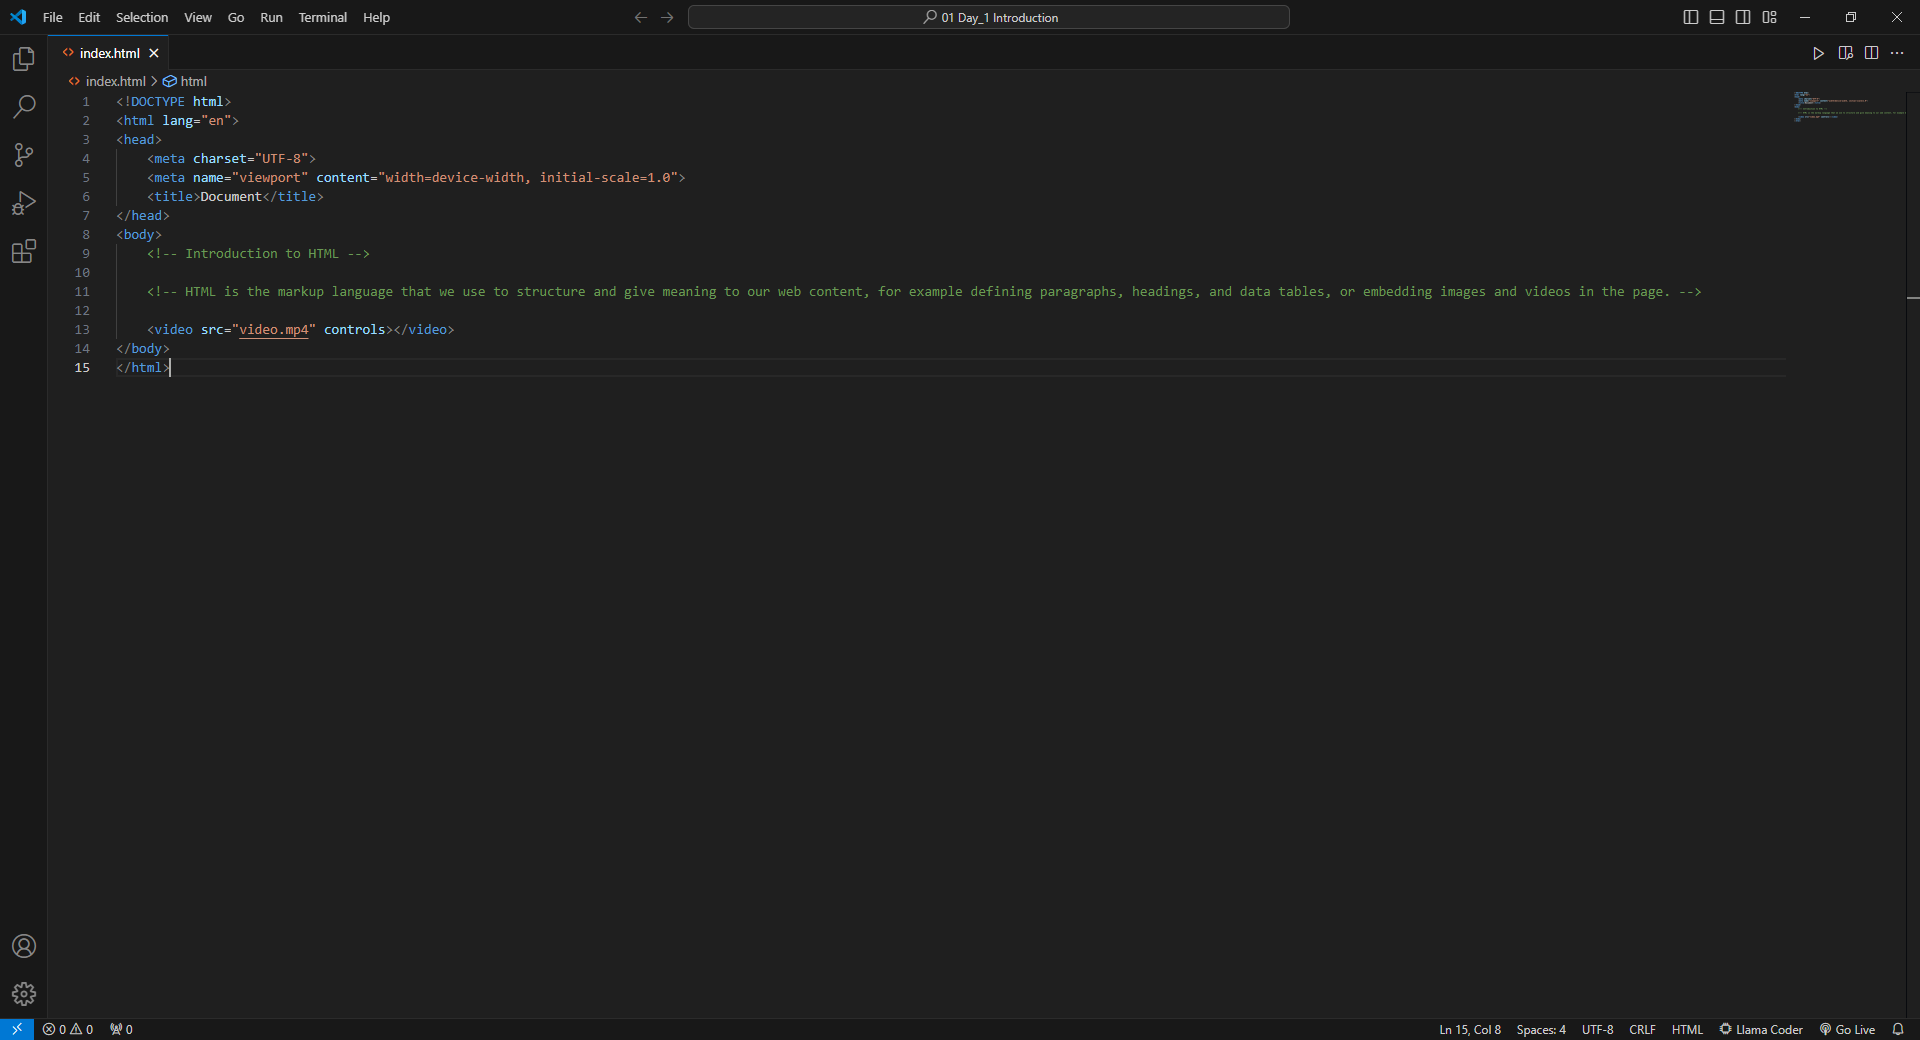 File Edit Selection View Go Run Terminal Help
01 Day_1 Introduction
index.html
index.html > html
1 <!DOCTYPE html>
2 <html lang="en">
3 <head>
4 <meta charset="UTF-8">
5 <meta name="viewport" content="width=device-width, initial-scale=1.0">
6 <title>Document</title>
7 </head>
8 <body>
9 <!-- Introduction to HTML -->
10
11 <!-- HTML is the markup language that we use to structure and give meaning to our web content, for example defining paragraphs, headings, and data tables, or embedding images and videos in the page. -->
12
13 <video src="video.mp4" controls></video>
14 </body>
15 </html>
0 0 0 Ln 15, Col 8 Spaces: 4 UTF-8 CRLF HTML Llama Coder Go Live